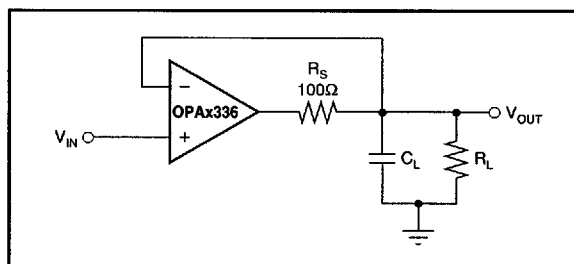 R_S
100Ω
−
OPAx336
+
V_IN
V_OUT
C_L
R_L